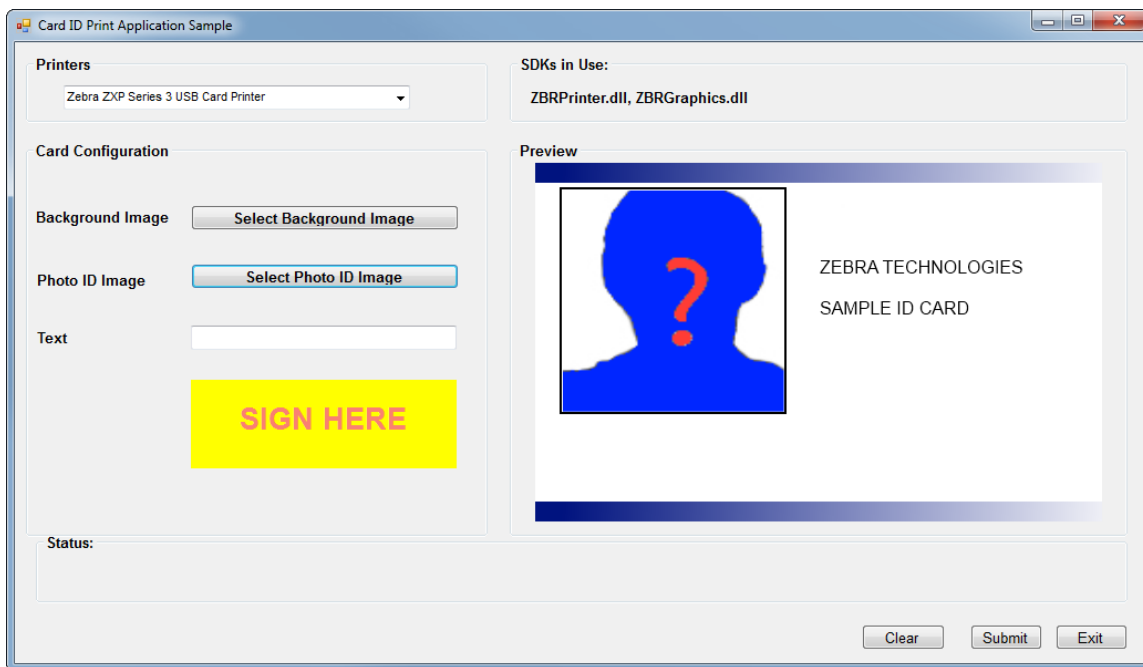 Card ID Print Application Sample
Printers
Zebra ZXP Series 3 USB Card Printer
SDKs in Use:
ZBRPrinter.dll, ZBRGraphics.dll
Card Configuration
Background Image
Select Background Image
Photo ID Image
Select Photo ID Image
Text
SIGN HERE
Preview
?
ZEBRA TECHNOLOGIES
SAMPLE ID CARD
Status:
Clear
Submit
Exit